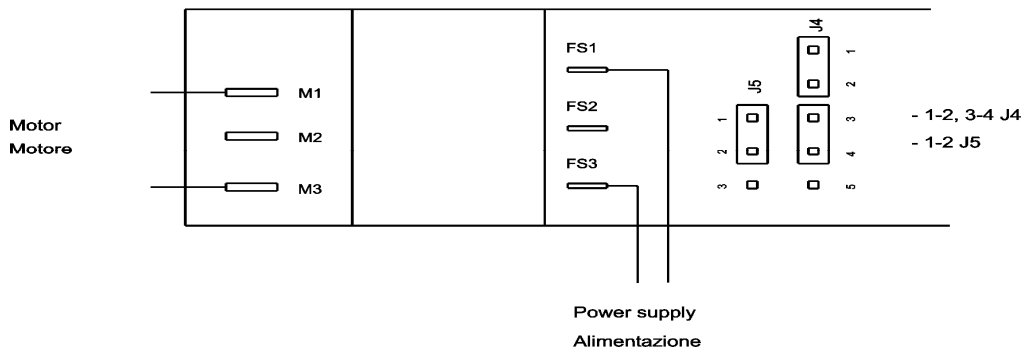 J4
FS1
1
J5
2
M1
Motor
Motore
FS2
1
3
- 1-2, 3-4 J4
M2
2
4
- 1-2 J5
FS3
M3
3
5
Power supply
Alimentazione